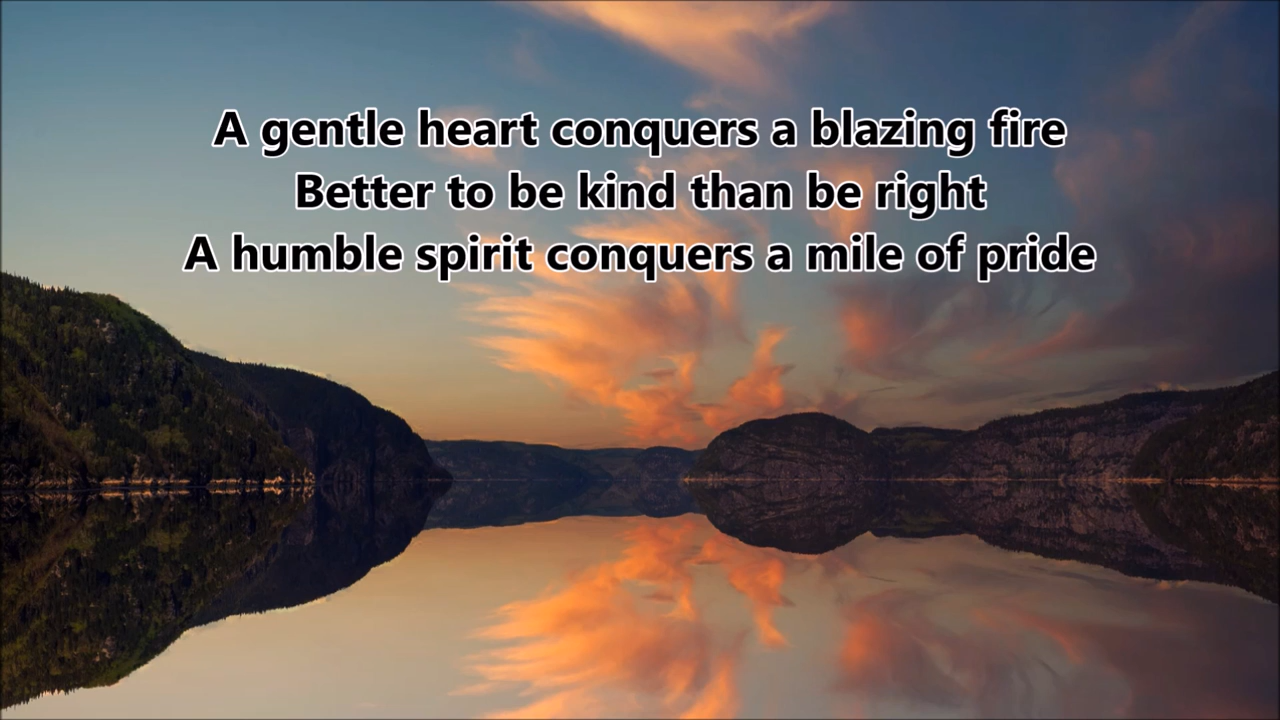 A gentle heart conquers a blazing fire
Better to be kind than be right
A humble spirit conquers a mile of pride